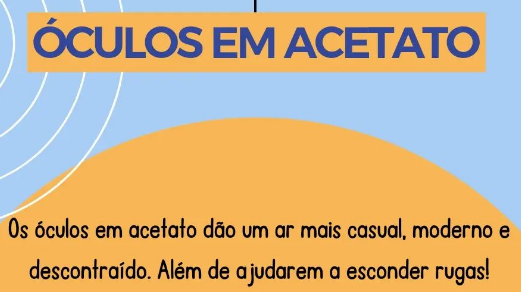 ÓCULOS EM ACETATO
Os óculos em acetato dão um ar mais casual, moderno e
descontraído. Além de ajudarem a esconder rugas!